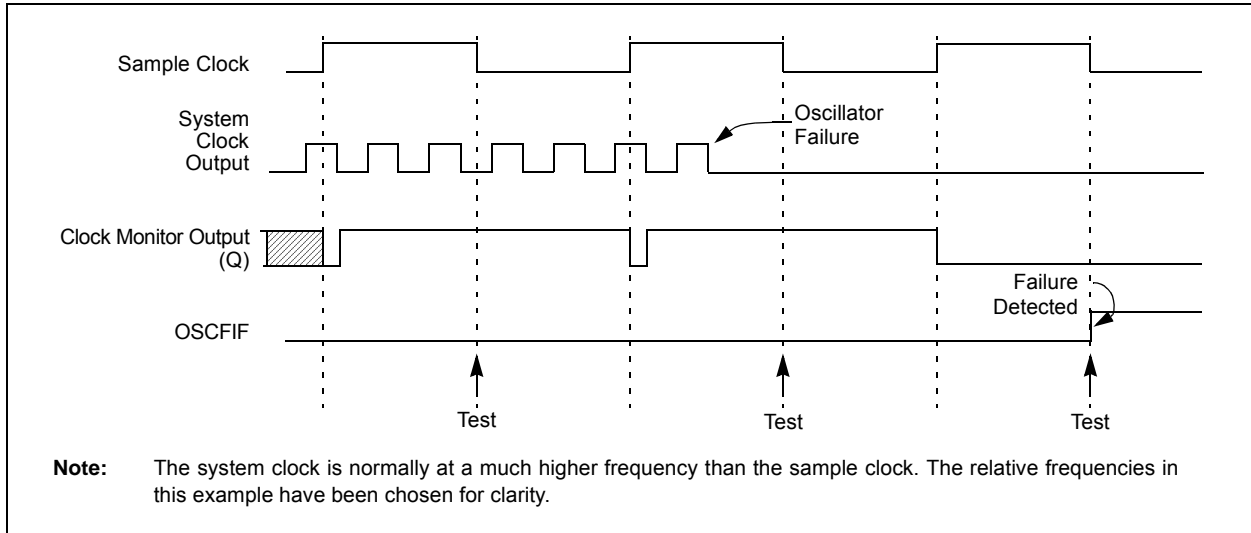 Sample Clock
System
Clock
Output
Oscillator
Failure
Clock Monitor Output
(Q)
Failure
Detected
OSCFIF
Test
Test
Test
Note: The system clock is normally at a much higher frequency than the sample clock. The relative frequencies in
this example have been chosen for clarity.